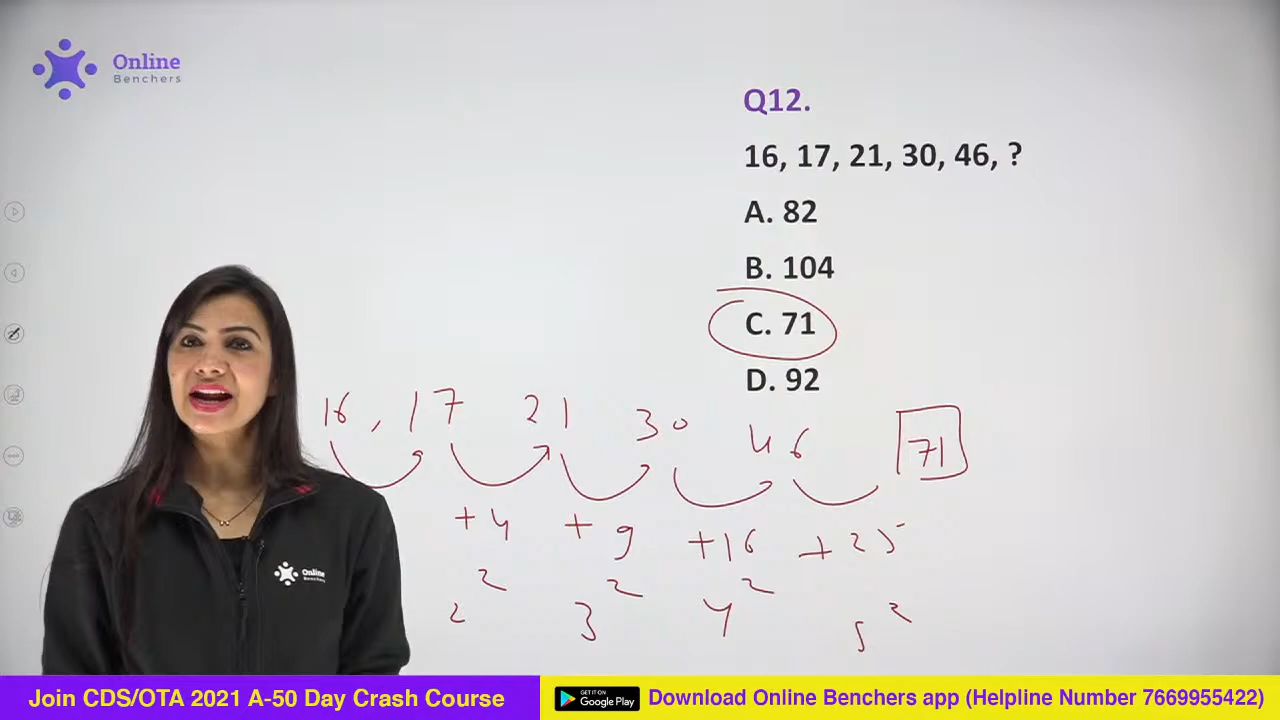 Online
Benchers
Q12.
16, 17, 21, 30, 46, ?
A. 82
B. 104
C. 71
D. 92
16, 17 21 30 46 71
+4 +9 +16 +25
2² 3² 4² 5²
Online
Benchers
Join CDS/OTA 2021 A-50 Day Crash Course
GET IT ON
Google Play
Download Online Benchers app (Helpline Number 7669955422)